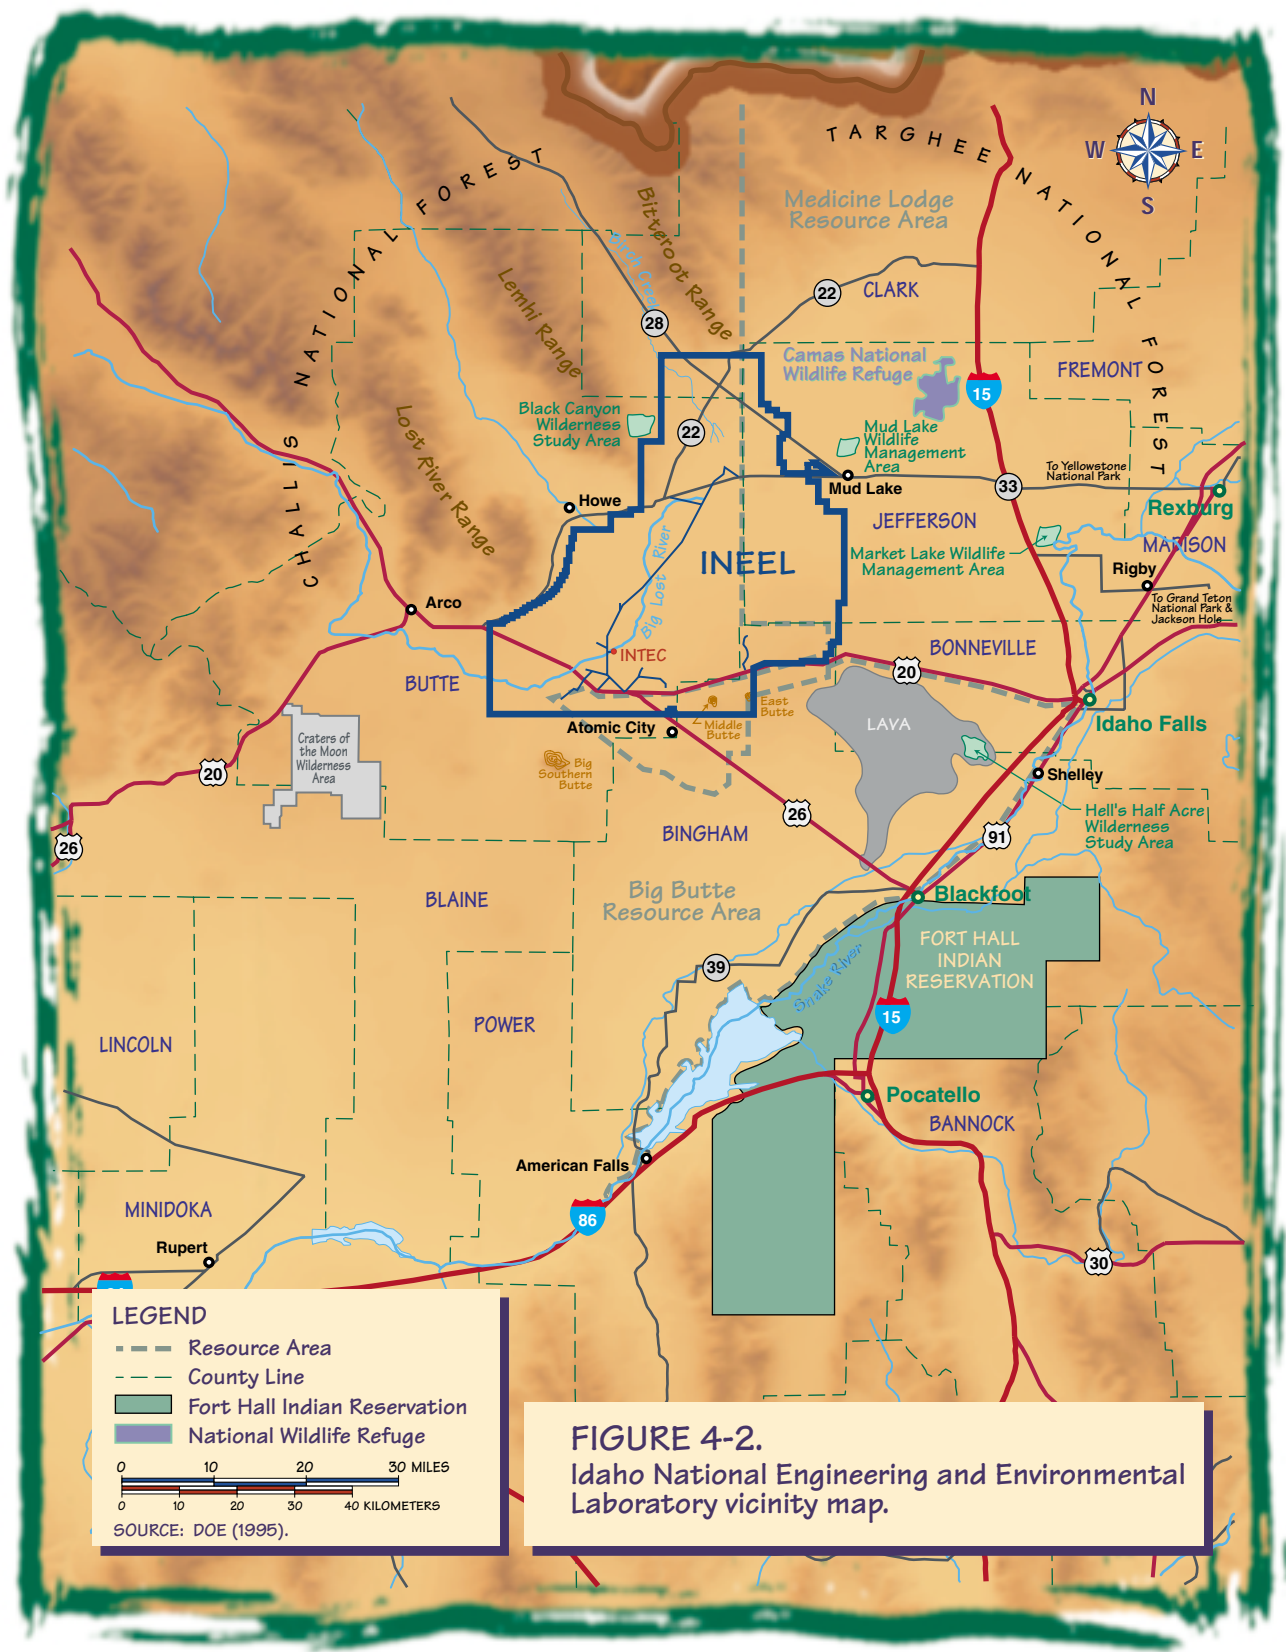 N
W
E
S
TARGHEE NATIONAL FOREST
CHALLIS NATIONAL FOREST
Medicine Lodge
Resource Area
Bitteroot Range
Birch Creek
Lemhi Range
Lost River Range
22
CLARK
28
Camas National
Wildlife Refuge
FREMONT
15
Black Canyon
Wilderness
Study Area
22
Mud Lake
Wildlife
Management
Area
To Yellowstone
National Park
33
Mud Lake
Howe
Rexburg
JEFFERSON
MADISON
Market Lake Wildlife
Management Area
INEEL
Big Lost River
Rigby
To Grand Teton
National Park &
Jackson Hole
Arco
INTEC
BONNEVILLE
20
BUTTE
East
Butte
Middle
Butte
Atomic City
LAVA
Idaho Falls
Craters of
the Moon
Wilderness
Area
20
Big
Southern
Butte
Shelley
26
26
BINGHAM
91
Hell's Half Acre
Wilderness
Study Area
BLAINE
Big Butte
Resource Area
Blackfoot
FORT HALL
INDIAN
RESERVATION
39
Snake River
15
POWER
LINCOLN
Pocatello
BANNOCK
American Falls
86
MINIDOKA
Rupert
30
LEGEND
Resource Area
County Line
Fort Hall Indian Reservation
National Wildlife Refuge
0 10 20 30 MILES
0 10 20 30 40 KILOMETERS
SOURCE: DOE (1995).
FIGURE 4-2.
Idaho National Engineering and Environmental
Laboratory vicinity map.